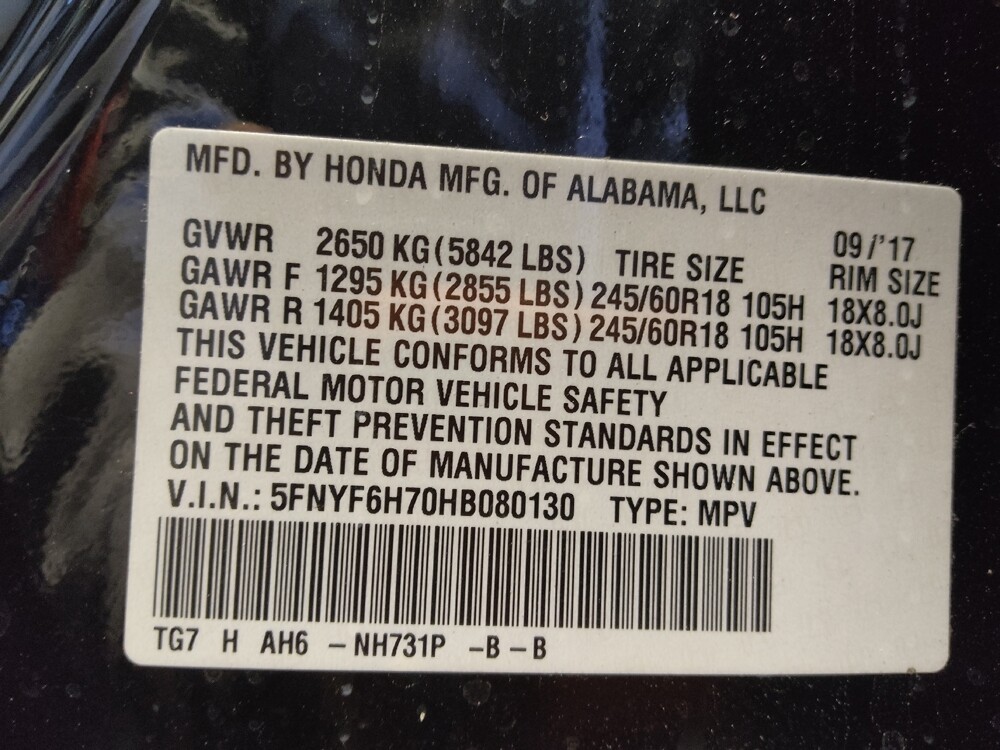 MFD. BY HONDA MFG. OF ALABAMA, LLC
09/'17
GVWR 2650 KG (5842 LBS) TIRE SIZE RIM SIZE
GAWR F 1295 KG (2855 LBS) 245/60R18 105H 18X8.0J
GAWR R 1405 KG (3097 LBS) 245/60R18 105H 18X8.0J
THIS VEHICLE CONFORMS TO ALL APPLICABLE
FEDERAL MOTOR VEHICLE SAFETY
AND THEFT PREVENTION STANDARDS IN EFFECT
ON THE DATE OF MANUFACTURE SHOWN ABOVE.
V.I.N.: 5FNYF6H70HB080130 TYPE: MPV
TG7 H AH6 – NH731P – B – B